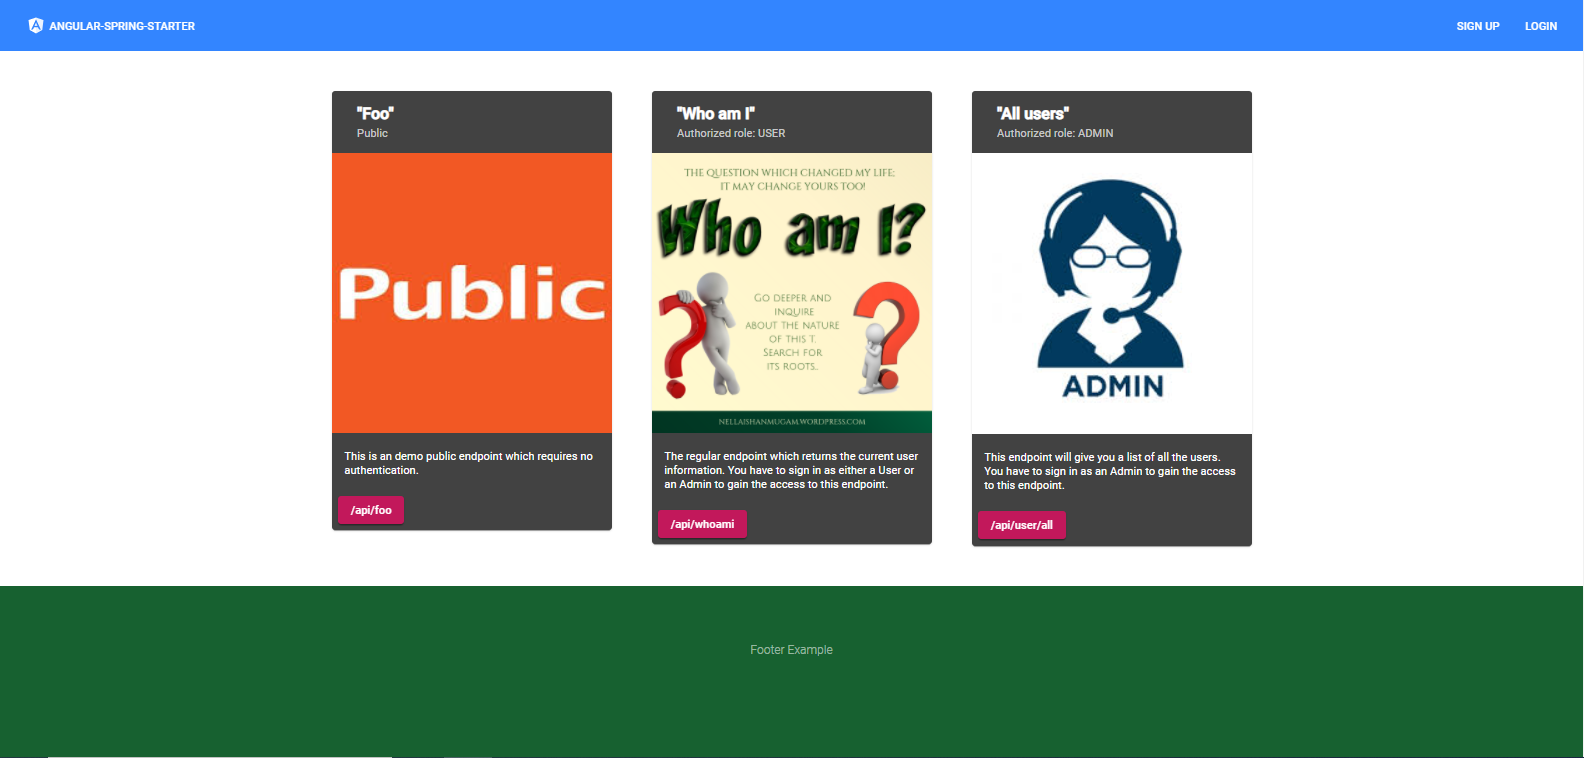 ANGULAR-SPRING-STARTER
SIGN UP
LOGIN
"Foo"
Public
Public
This is an demo public endpoint which requires no
authentication.
/api/foo
"Who am I"
Authorized role: USER
THE QUESTION WHICH CHANGED MY LIFE;
IT MAY CHANGE YOURS TOO!
Who am I?
GO DEEPER AND
INQUIRE
ABOUT THE NATURE
OF THIS 'I'.
SEARCH FOR
ITS ROOTS..
NELLAISHANMUGAM.WORDPRESS.COM
The regular endpoint which returns the current user
information. You have to sign in as either a User or
an Admin to gain the access to this endpoint.
/api/whoami
"All users"
Authorized role: ADMIN
ADMIN
This endpoint will give you a list of all the users.
You have to sign in as an Admin to gain the access
to this endpoint.
/api/user/all
Footer Example